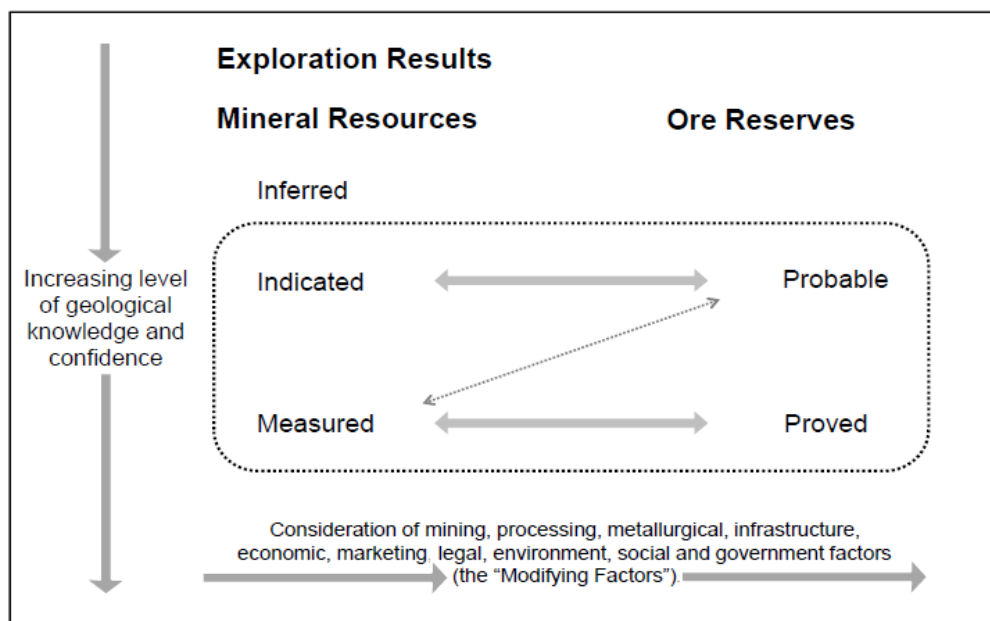 Exploration Results
Mineral Resources
Ore Reserves
Inferred
Increasing level
of geological
knowledge and
confidence
Indicated
Probable
Measured
Proved
Consideration of mining, processing, metallurgical, infrastructure,
economic, marketing, legal, environment, social and government factors
(the “Modifying Factors”).